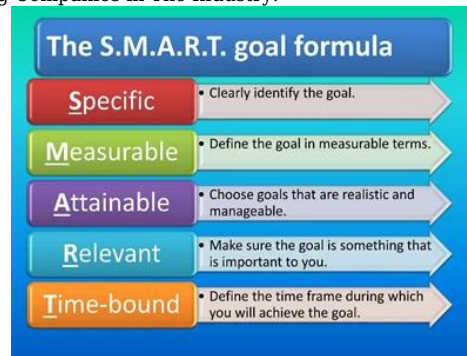 The S.M.A.R.T. goal formula
Specific
• Clearly identify the goal.
Measurable
• Define the goal in measurable terms.
Attainable
• Choose goals that are realistic and
manageable.
Relevant
• Make sure the goal is something that
is important to you.
Time-bound
• Define the time frame during which
you will achieve the goal.